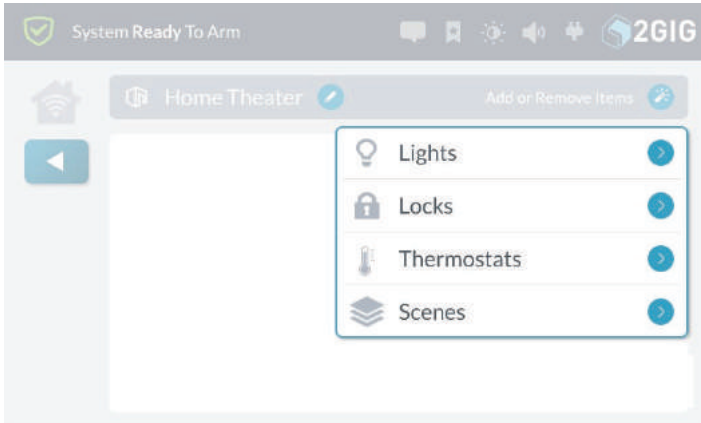 System Ready To Arm
2GIG
Home Theater
Add or Remove Items
Lights
Locks
Thermostats
Scenes